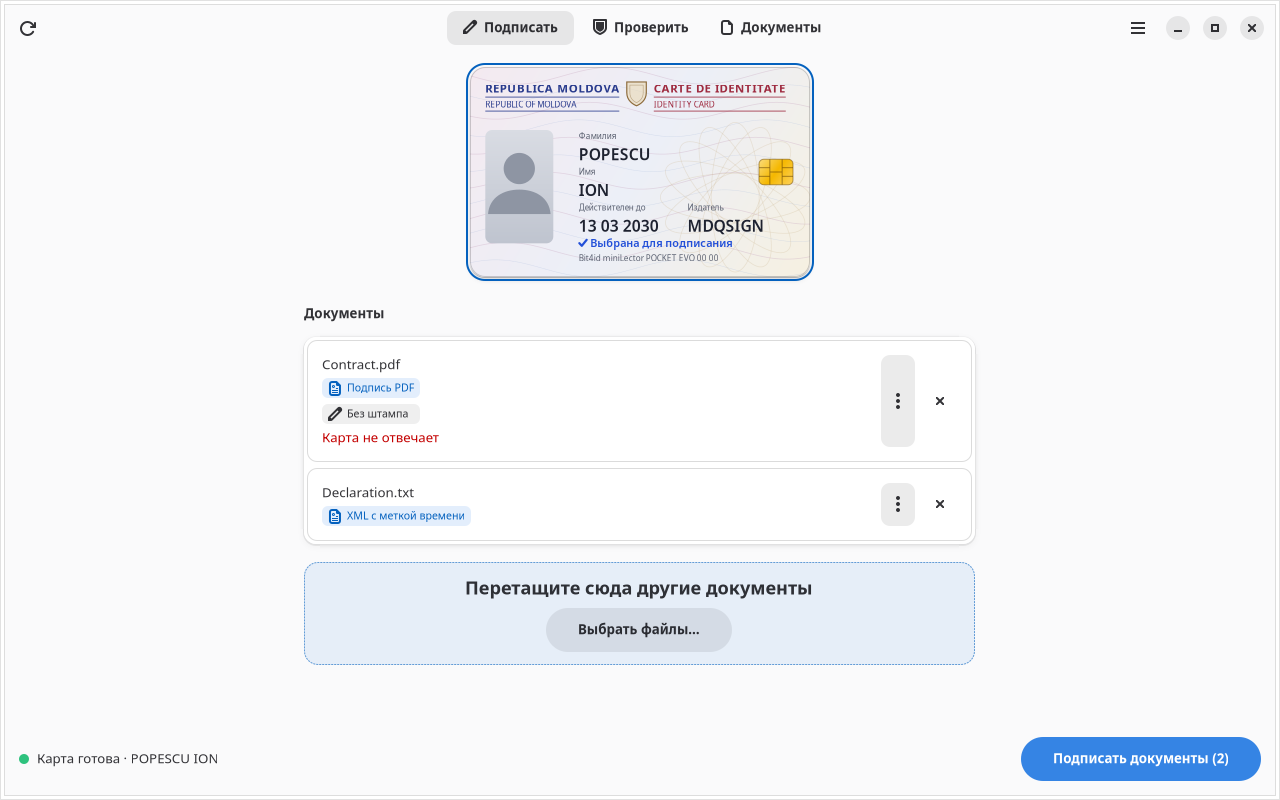 Подписать
Проверить
Документы
REPUBLICA MOLDOVA
REPUBLIC OF MOLDOVA
CARTE DE IDENTITATE
IDENTITY CARD
Фамилия
POPESCU
Имя
ION
Действителен до
Издатель
13 03 2030
MDQSIGN
Выбрана для подписания
Bit4id miniLector POCKET EVO 00 00
Документы
Contract.pdf
Подпись PDF
Без штампа
Карта не отвечает
Declaration.txt
XML с меткой времени
Перетащите сюда другие документы
Выбрать файлы...
Карта готова · POPESCU ION
Подписать документы (2)